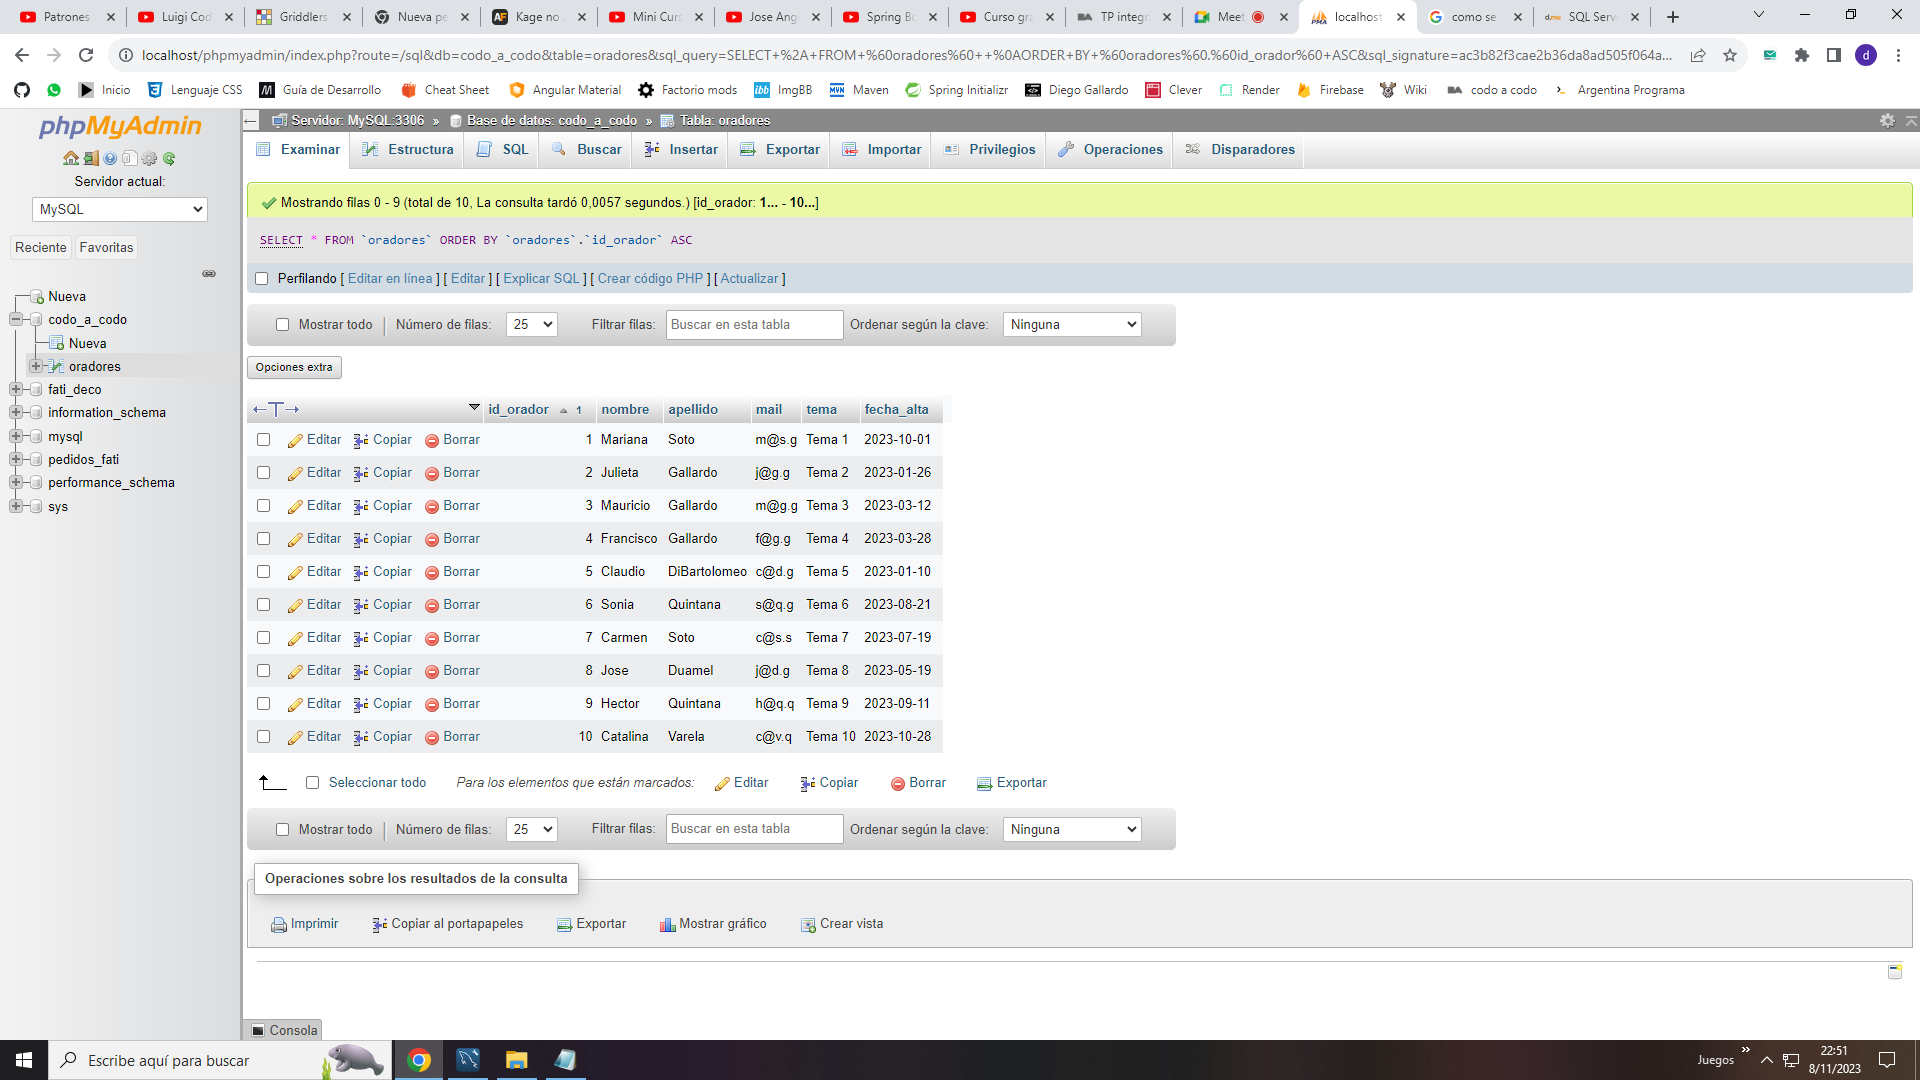 Patrones
Luigi Cod
Griddlers
Nueva pe
Kage no
Mini Curs
Jose Ang
Spring Bo
Curso gra
TP integr
Meet
localhost
como se
SQL Serv
localhost/phpmyadmin/index.php?route=/sql&db=codo_a_codo&table=oradores&sql_query=SELECT+%2A+FROM+%60oradores%60++%0AORDER+BY+%60oradores%60.%60id_orador%60+ASC&sql_signature=ac3b82f3cae2b36da8ad505f064a...
d
Inicio
Lenguaje CSS
Guía de Desarrollo
Cheat Sheet
Angular Material
Factorio mods
ImgBB
Maven
Spring Initializr
Diego Gallardo
Clever
Render
Firebase
Wiki
codo a codo
Argentina Programa
phpMyAdmin
Servidor actual:
MySQL
Reciente Favoritas
Nueva
codo_a_codo
Nueva
oradores
fati_deco
information_schema
mysql
pedidos_fati
performance_schema
sys
Servidor: MySQL:3306 » Base de datos: codo_a_codo » Tabla: oradores
Examinar Estructura SQL Buscar Insertar Exportar Importar Privilegios Operaciones Disparadores
Mostrando filas 0 - 9 (total de 10, La consulta tardó 0,0057 segundos.) [id_orador: 1... - 10...]
SELECT * FROM `oradores` ORDER BY `oradores`.`id_orador` ASC
Perfilando [ Editar en línea ] [ Editar ] [ Explicar SQL ] [ Crear código PHP ] [ Actualizar ]
Mostrar todo | Número de filas: 25 Filtrar filas: Buscar en esta tabla Ordenar según la clave: Ninguna
Opciones extra
←T→ id_orador 1 nombre apellido mail tema fecha_alta
Editar Copiar Borrar 1 Mariana Soto m@s.g Tema 1 2023-10-01
Editar Copiar Borrar 2 Julieta Gallardo j@g.g Tema 2 2023-01-26
Editar Copiar Borrar 3 Mauricio Gallardo m@g.g Tema 3 2023-03-12
Editar Copiar Borrar 4 Francisco Gallardo f@g.g Tema 4 2023-03-28
Editar Copiar Borrar 5 Claudio DiBartolomeo c@d.g Tema 5 2023-01-10
Editar Copiar Borrar 6 Sonia Quintana s@q.g Tema 6 2023-08-21
Editar Copiar Borrar 7 Carmen Soto c@s.s Tema 7 2023-07-19
Editar Copiar Borrar 8 Jose Duamel j@d.g Tema 8 2023-05-19
Editar Copiar Borrar 9 Hector Quintana h@q.q Tema 9 2023-09-11
Editar Copiar Borrar 10 Catalina Varela c@v.q Tema 10 2023-10-28
Seleccionar todo Para los elementos que están marcados: Editar Copiar Borrar Exportar
Mostrar todo | Número de filas: 25 Filtrar filas: Buscar en esta tabla Ordenar según la clave: Ninguna
Operaciones sobre los resultados de la consulta
Imprimir Copiar al portapapeles Exportar Mostrar gráfico Crear vista
Consola
Escribe aquí para buscar
Juegos
22:51
8/11/2023